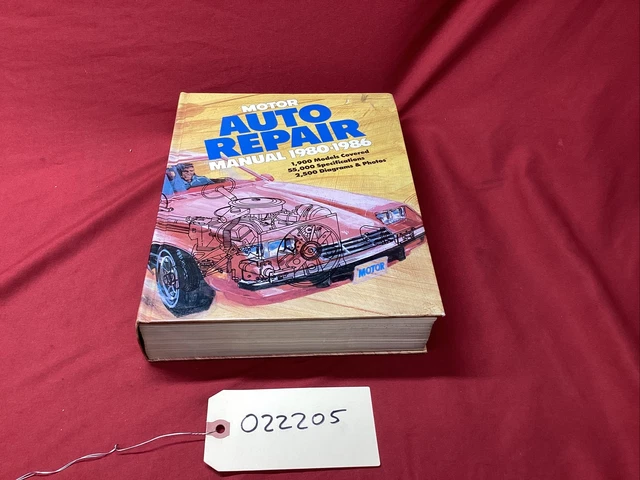 MOTOR
AUTO
REPAIR
MANUAL 1980-1986
1,900 Models Covered
55,000 Specifications
2,500 Diagrams & Photos
MOTOR
022205